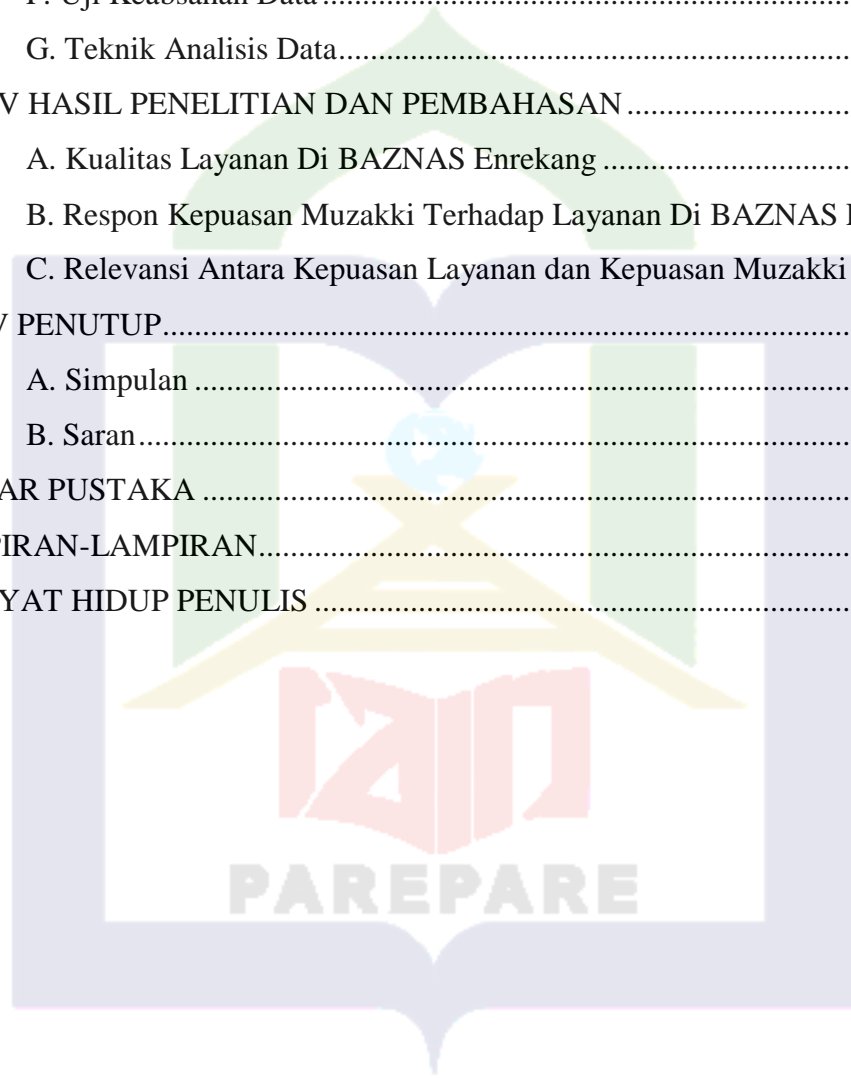 F. Uji Keabsahan Data........................................................................
G. Teknik Analisis Data......................................................................
V HASIL PENELITIAN DAN PEMBAHASAN..............................
A. Kualitas Layanan Di BAZNAS Enrekang....................................
B. Respon Kepuasan Muzakki Terhadap Layanan Di BAZNAS
C. Relevansi Antara Kepuasan Layanan dan Kepuasan Muzakki
V PENUTUP........................................................................................
A. Simpulan.......................................................................................
B. Saran..............................................................................................
AR PUSTAKA....................................................................................
PIRAN-LAMPIRAN............................................................................
YAT HIDUP PENULIS......................................................................
iain
PAREPARE